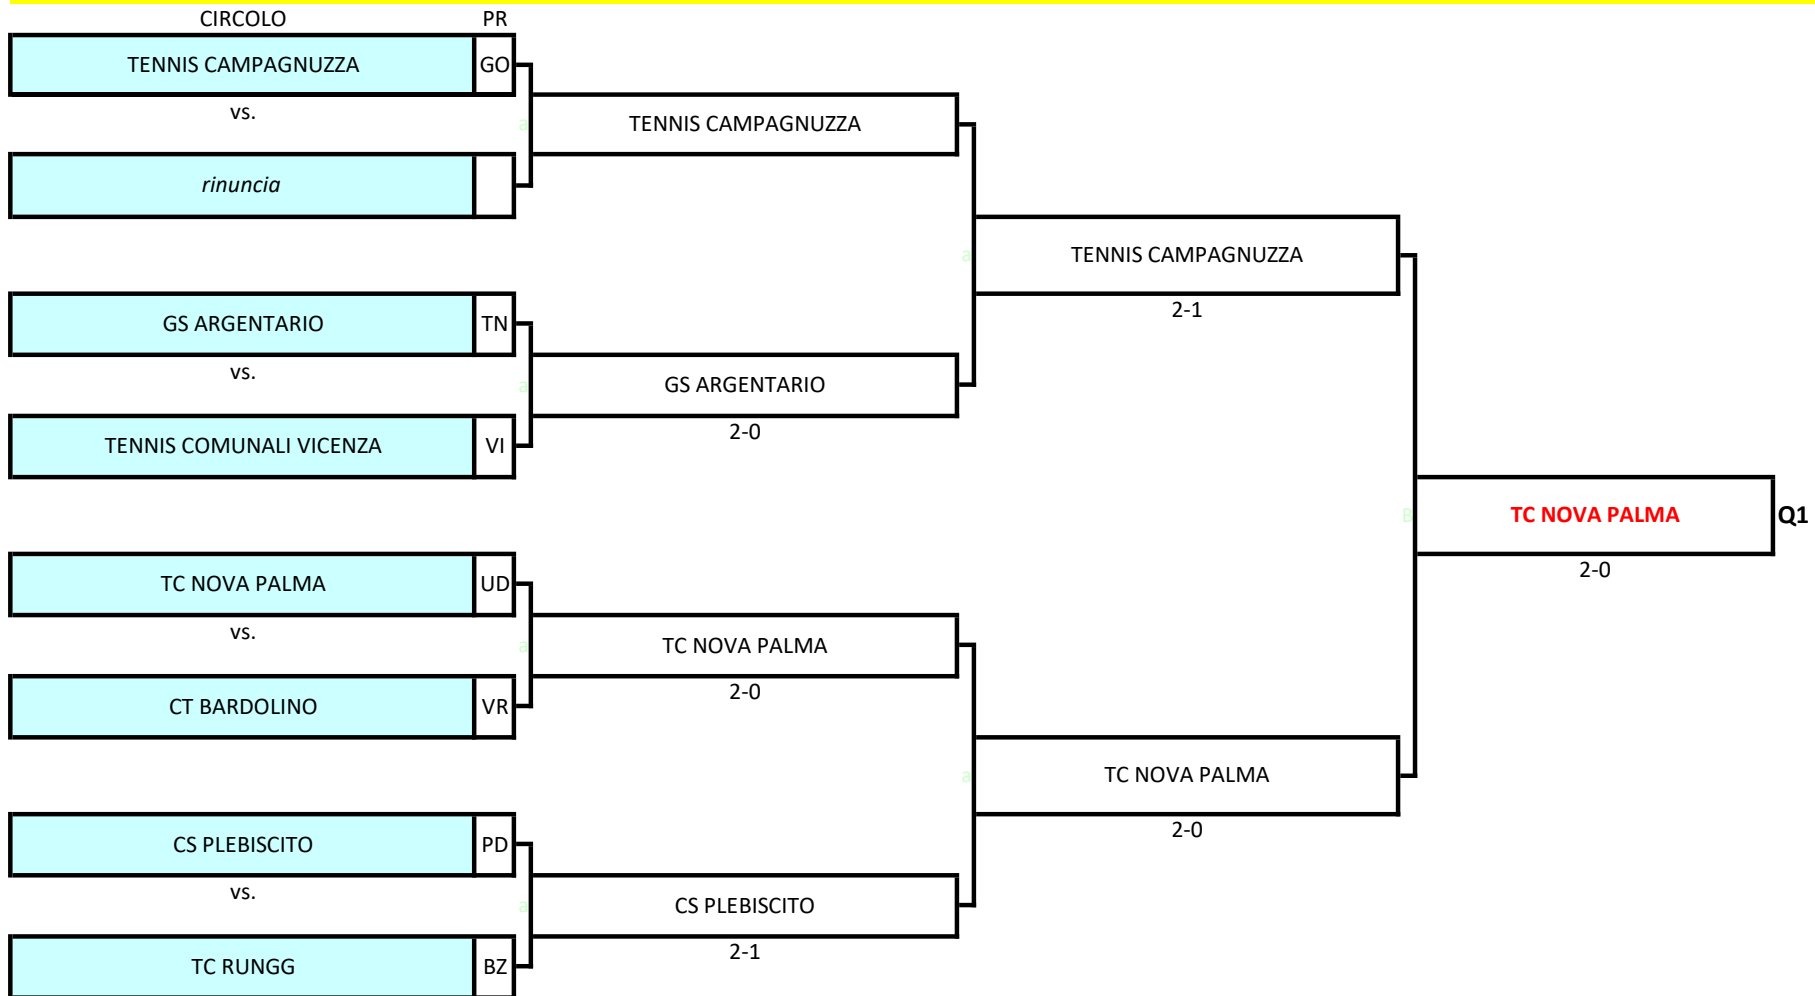 CIRCOLO PR
TENNIS CAMPAGNUZZA GO
vs.
a TENNIS CAMPAGNUZZA
rinuncia
a TENNIS CAMPAGNUZZA
2-1
GS ARGENTARIO TN
vs.
a GS ARGENTARIO
2-0
TENNIS COMUNALI VICENZA VI
B TC NOVA PALMA Q1
2-0
TC NOVA PALMA UD
vs.
a TC NOVA PALMA
2-0
CT BARDOLINO VR
a TC NOVA PALMA
2-0
CS PLEBISCITO PD
vs.
a CS PLEBISCITO
2-1
TC RUNGG BZ